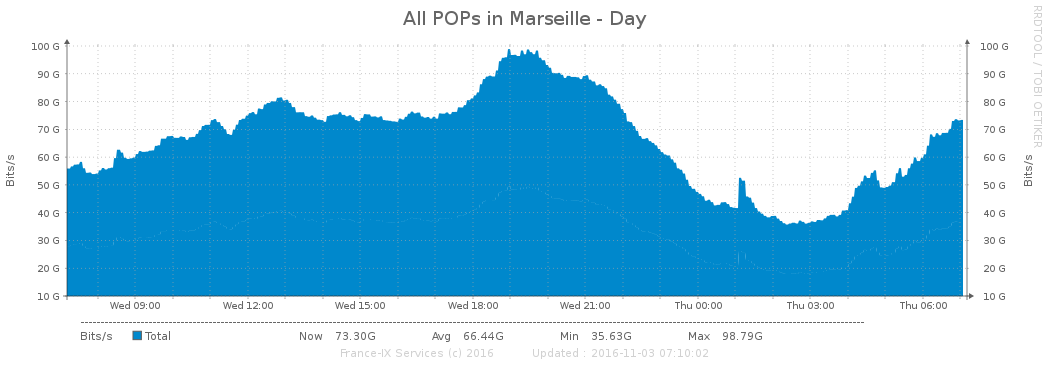 All POPs in Marseille - Day
RRDTOOL / TOBI OETIKER
100 G 100 G
90 G 90 G
80 G 80 G
70 G 70 G
60 G 60 G
50 G 50 G
40 G 40 G
30 G 30 G
20 G 20 G
10 G 10 G
Bits/s
Bits/s
Wed 09:00 Wed 12:00 Wed 15:00 Wed 18:00 Wed 21:00 Thu 00:00 Thu 03:00 Thu 06:00
Bits/s Total Now 73.30G Avg 66.44G Min 35.63G Max 98.79G
France-IX Services (c) 2016 Updated : 2016-11-03 07:10:02